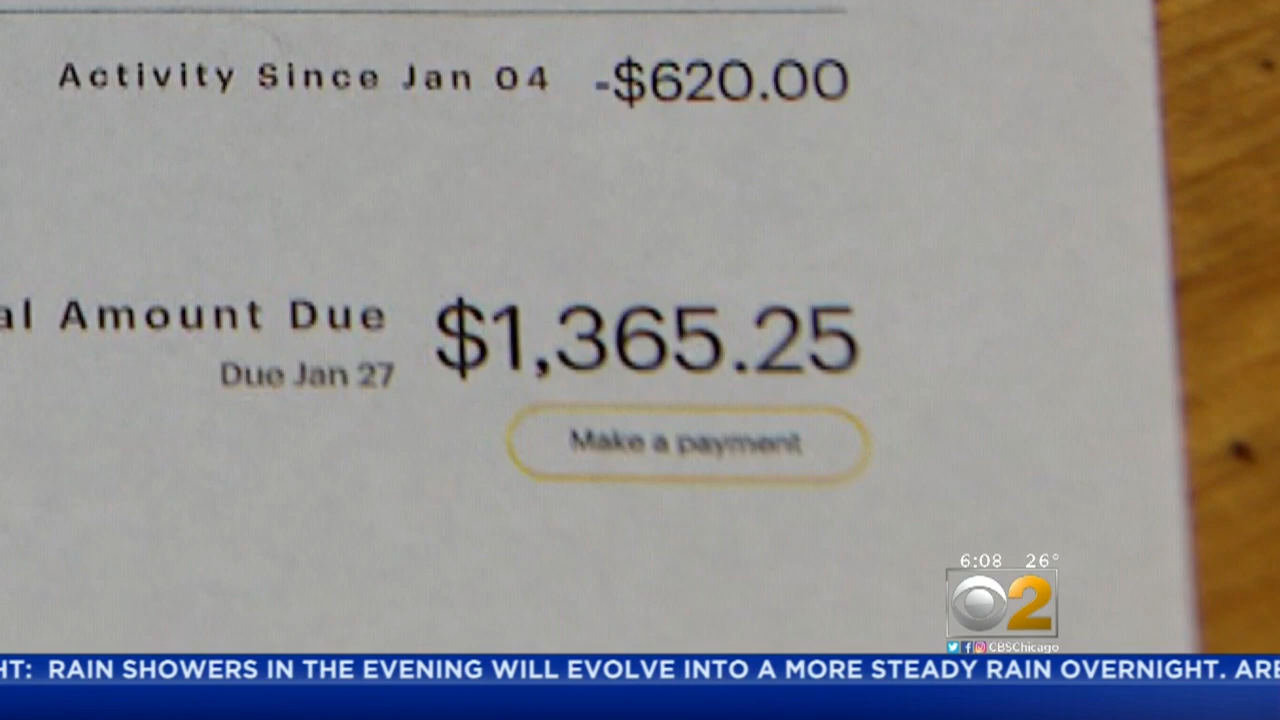 Activity Since Jan 04 -$620.00
al Amount Due $1,365.25
Due Jan 27
Make a payment
6:08 26°
2
CBSChicago
HT: RAIN SHOWERS IN THE EVENING WILL EVOLVE INTO A MORE STEADY RAIN OVERNIGHT. ARE